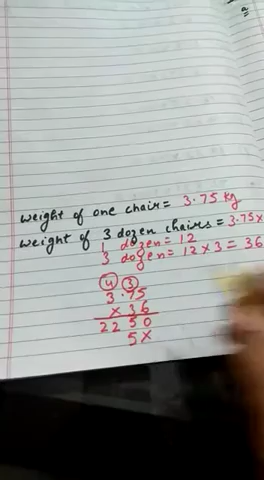 weight of one chair = 3.75 kg
weight of 3 dozen chairs = 3.75x
1 dozen = 12
3 dozen = 12 x 3 = 36
4 3
3.75
x 36
2250
5x